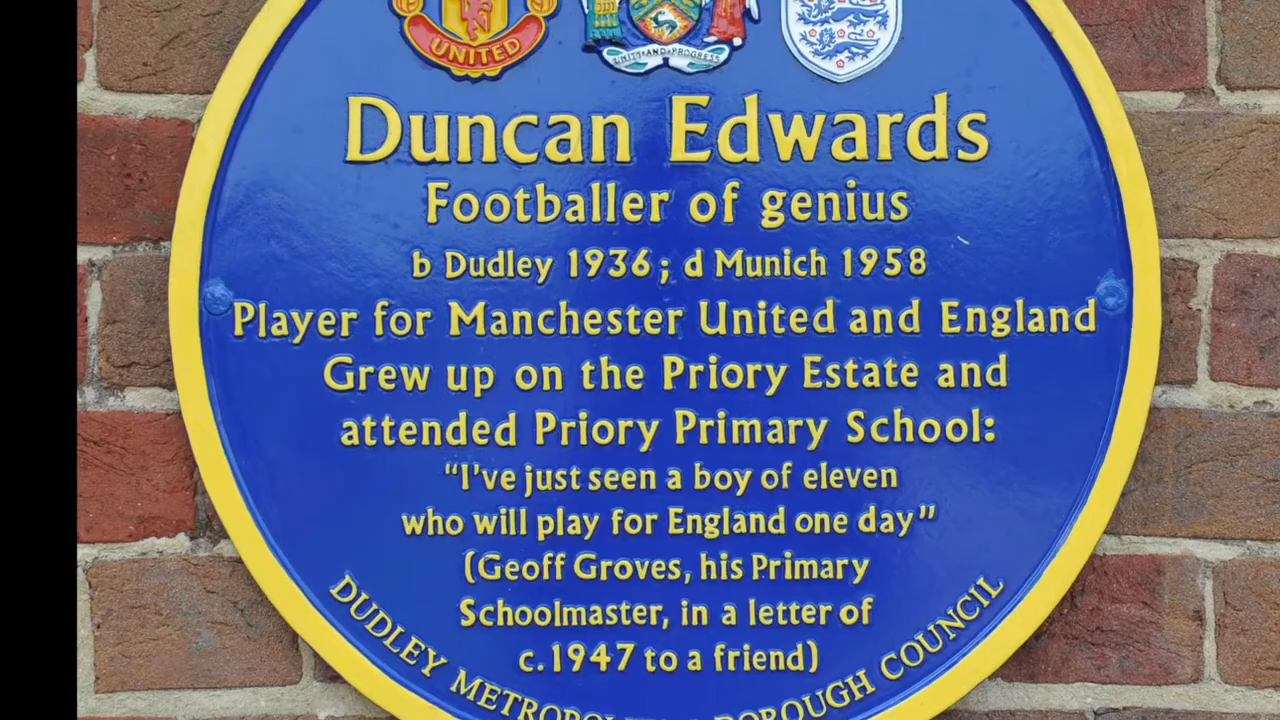 UNITED
UNITY AND PROGRESS
Duncan Edwards
Footballer of genius
b Dudley 1936; d Munich 1958
Player for Manchester United and England
Grew up on the Priory Estate and
attended Priory Primary School:
“I've just seen a boy of eleven
who will play for England one day”
(Geoff Groves, his Primary
Schoolmaster, in a letter of
c.1947 to a friend)
DUDLEY METROPOLITAN BOROUGH COUNCIL